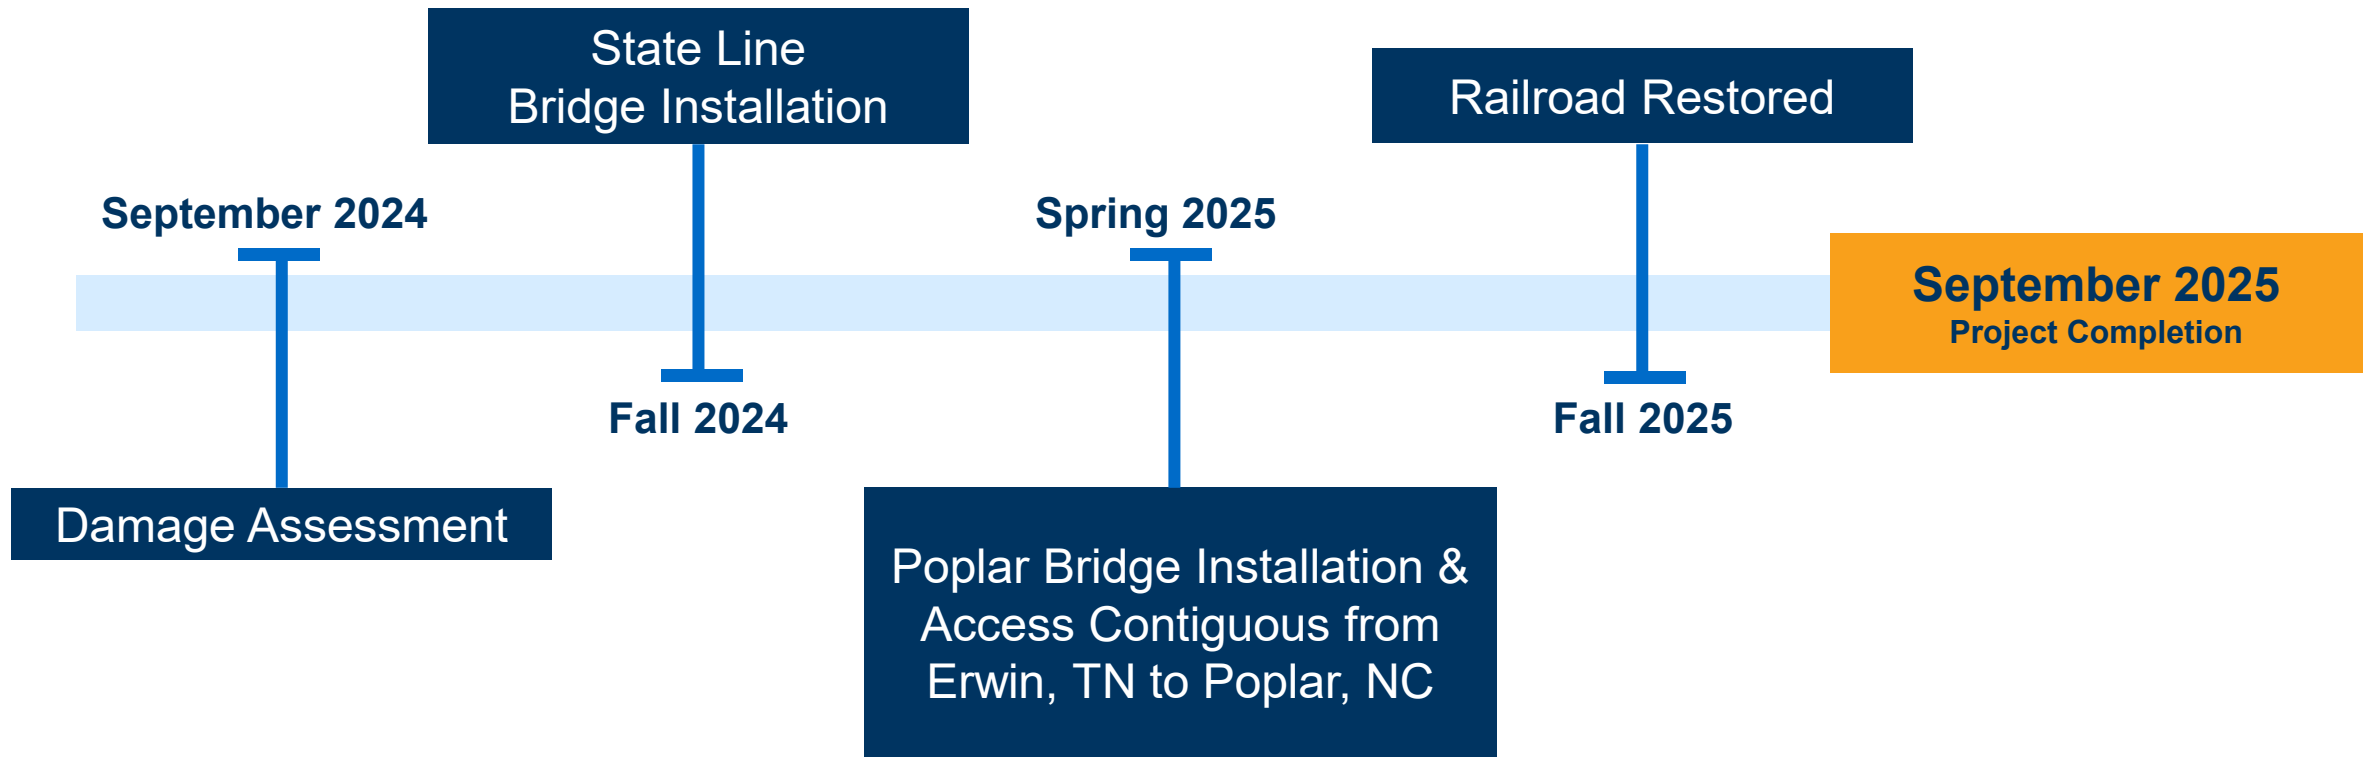 State Line
Bridge Installation
Railroad Restored
September 2024
Spring 2025
September 2025
Project Completion
Fall 2024
Fall 2025
Damage Assessment
Poplar Bridge Installation &
Access Contiguous from
Erwin, TN to Poplar, NC